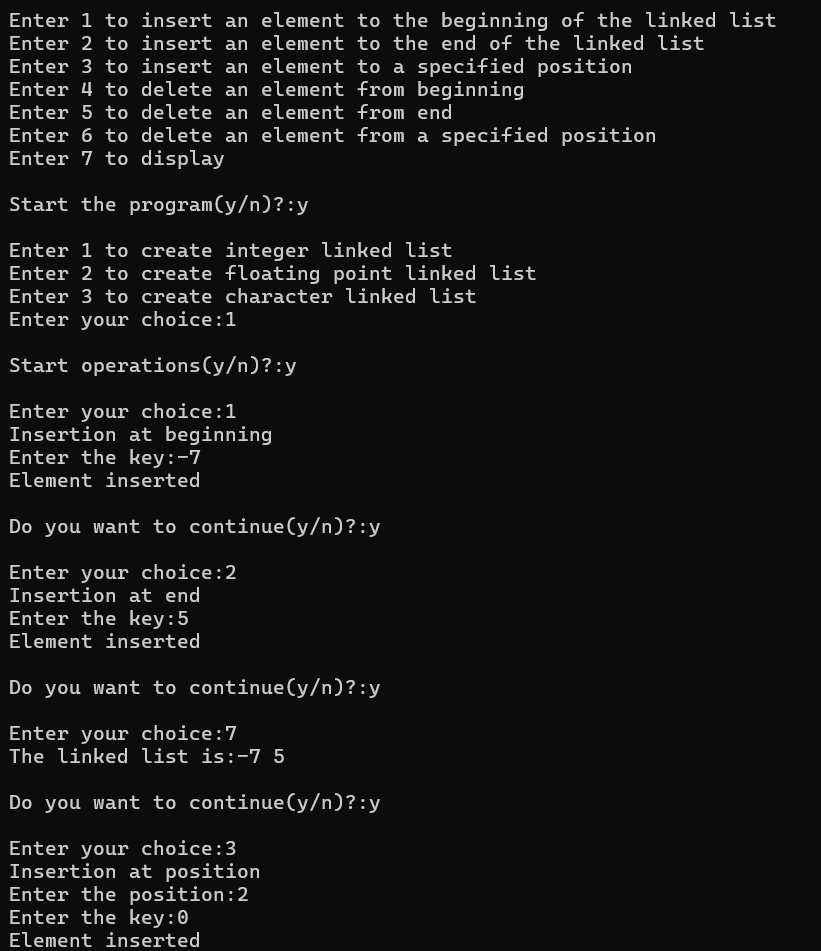 Enter 1 to insert an element to the beginning of the linked list
Enter 2 to insert an element to the end of the linked list
Enter 3 to insert an element to a specified position
Enter 4 to delete an element from beginning
Enter 5 to delete an element from end
Enter 6 to delete an element from a specified position
Enter 7 to display
Start the program(y/n)?:y
Enter 1 to create integer linked list
Enter 2 to create floating point linked list
Enter 3 to create character linked list
Enter your choice:1
Start operations(y/n)?:y
Enter your choice:1
Insertion at beginning
Enter the key:-7
Element inserted
Do you want to continue(y/n)?:y
Enter your choice:2
Insertion at end
Enter the key:5
Element inserted
Do you want to continue(y/n)?:y
Enter your choice:7
The linked list is:-7 5
Do you want to continue(y/n)?:y
Enter your choice:3
Insertion at position
Enter the position:2
Enter the key:0
Element inserted